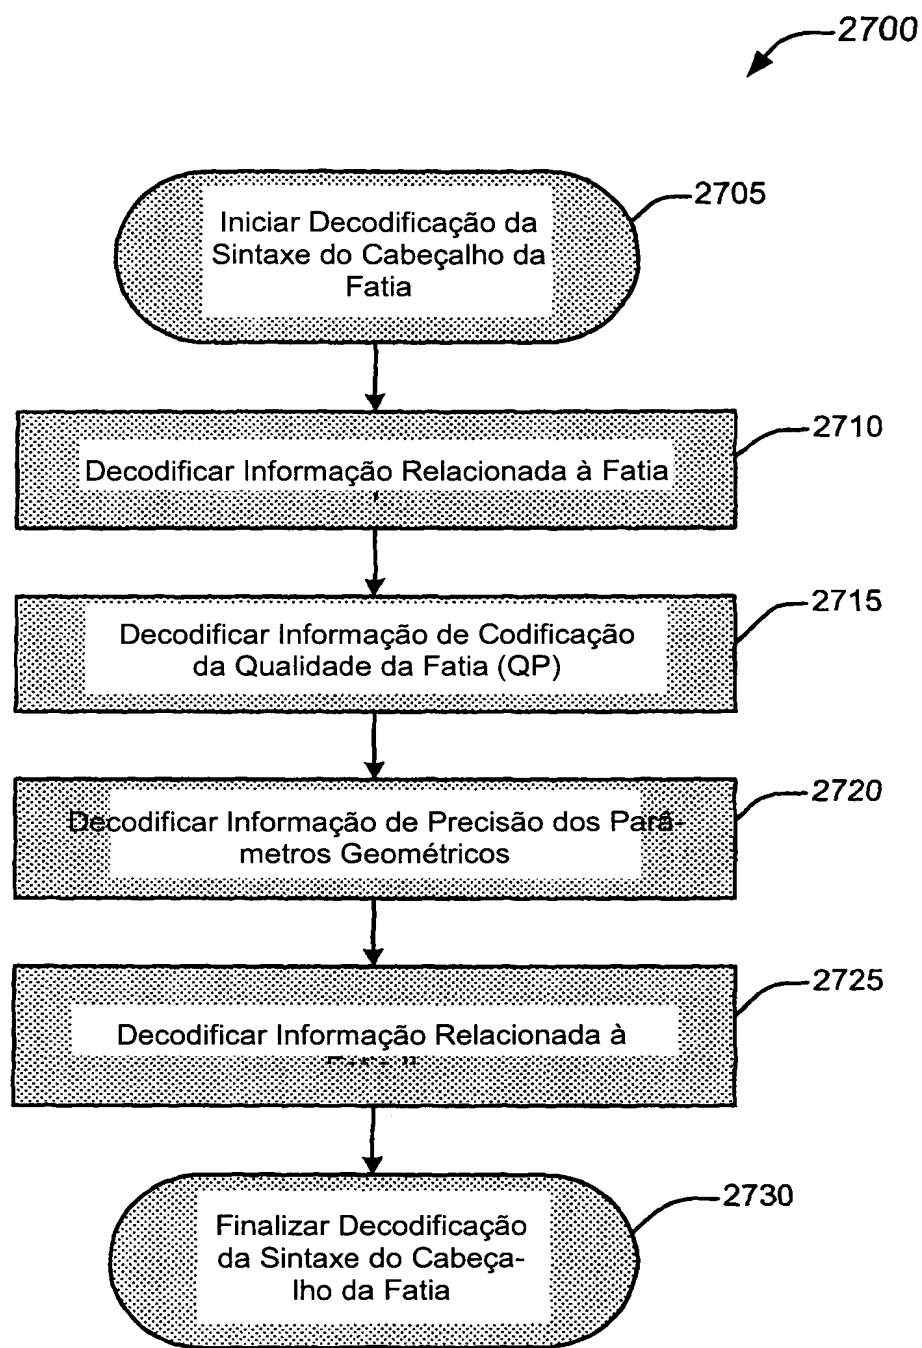 2700
2705
Iniciar Decodificação da
Sintaxe do Cabeçalho da
Fatia
2710
Decodificar Informação Relacionada à Fatia
2715
Decodificar Informação de Codificação
da Qualidade da Fatia (QP)
2720
Decodificar Informação de Precisão dos Parâ-
metros Geométricos
2725
Decodificar Informação Relacionada à
2730
Finalizar Decodificação
da Sintaxe do Cabeça-
lho da Fatia